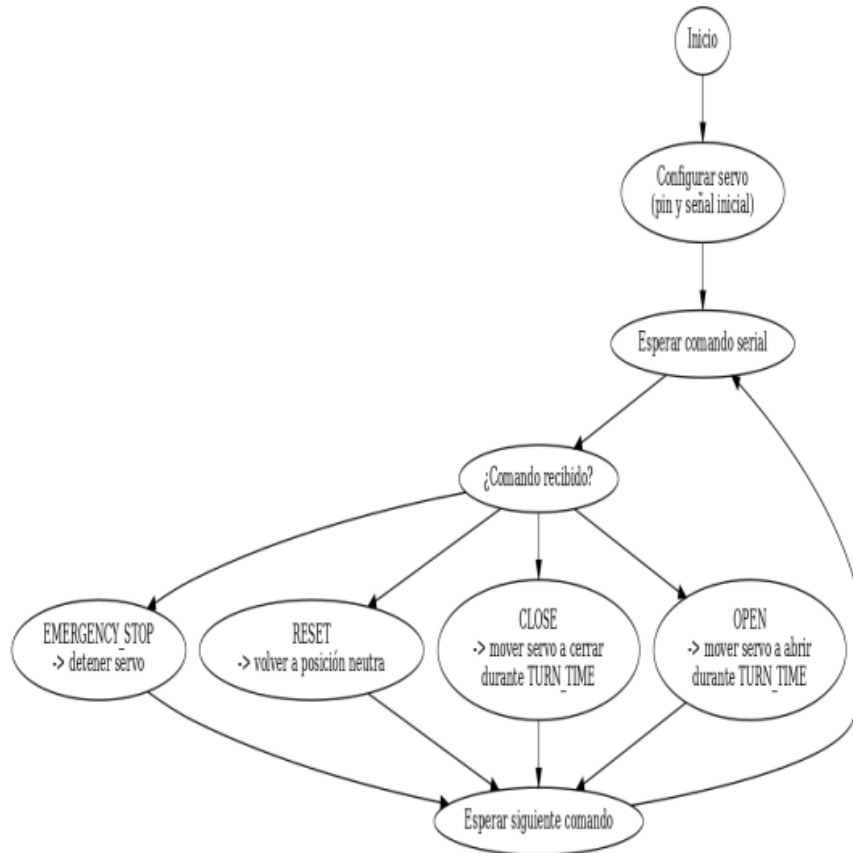 Inicio
Configurar servo
(pin y señal inicial)
Esperar comando serial
¿Comando recibido?
EMERGENCY_STOP
-> detener servo
RESET
-> volver a posición neutra
CLOSE
-> mover servo a cerrar
durante TURN_TIME
OPEN
-> mover servo a abrir
durante TURN_TIME
Esperar siguiente comando